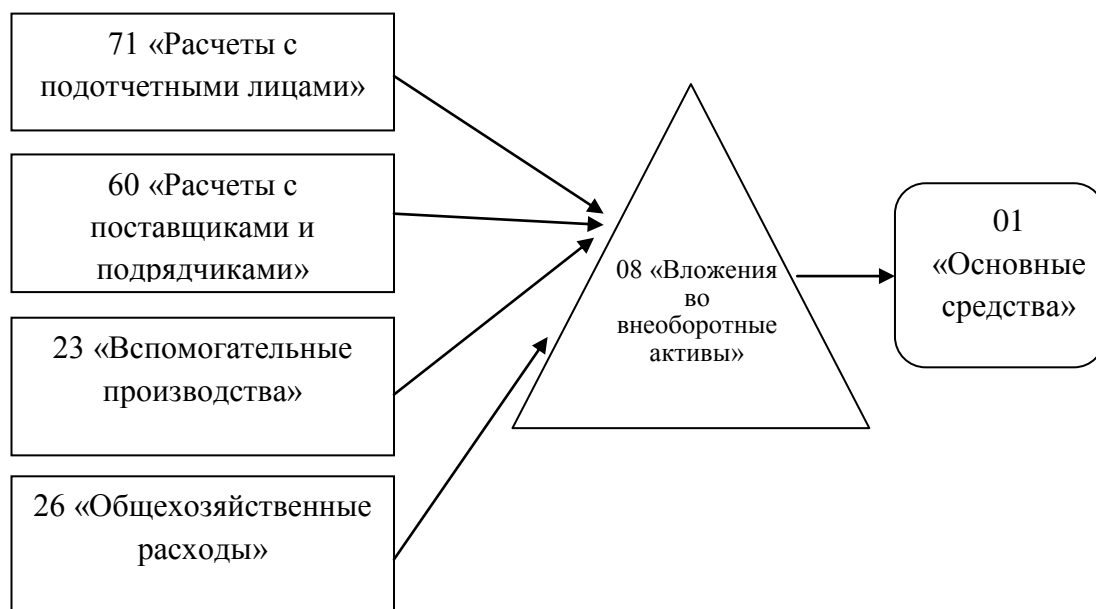 71 «Расчеты с
подотчетными лицами»
60 «Расчеты с
поставщиками и
подрядчиками»
23 «Вспомогательные
производства»
26 «Общехозяйственные
расходы»
08 «Вложения
во
внеоборотные
активы»
01
«Основные
средства»